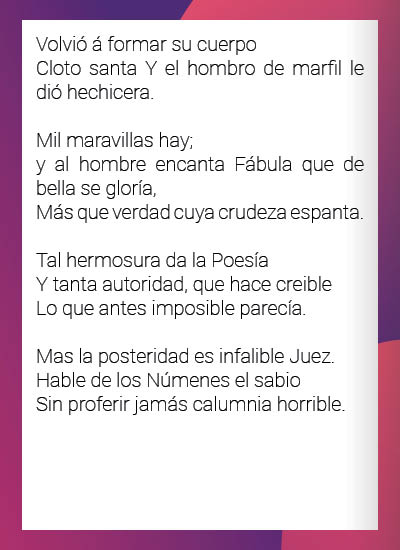 Volvió á formar su cuerpo
Cloto santa Y el hombro de marfil le
dió hechicera.

Mil maravillas hay;
y al hombre encanta Fábula que de
bella se gloría,
Más que verdad cuya crudeza espanta.

Tal hermosura da la Poesía
Y tanta autoridad, que hace creible
Lo que antes imposible parecía.

Mas la posteridad es infalible Juez.
Hable de los Númenes el sabio
Sin proferir jamás calumnia horrible.